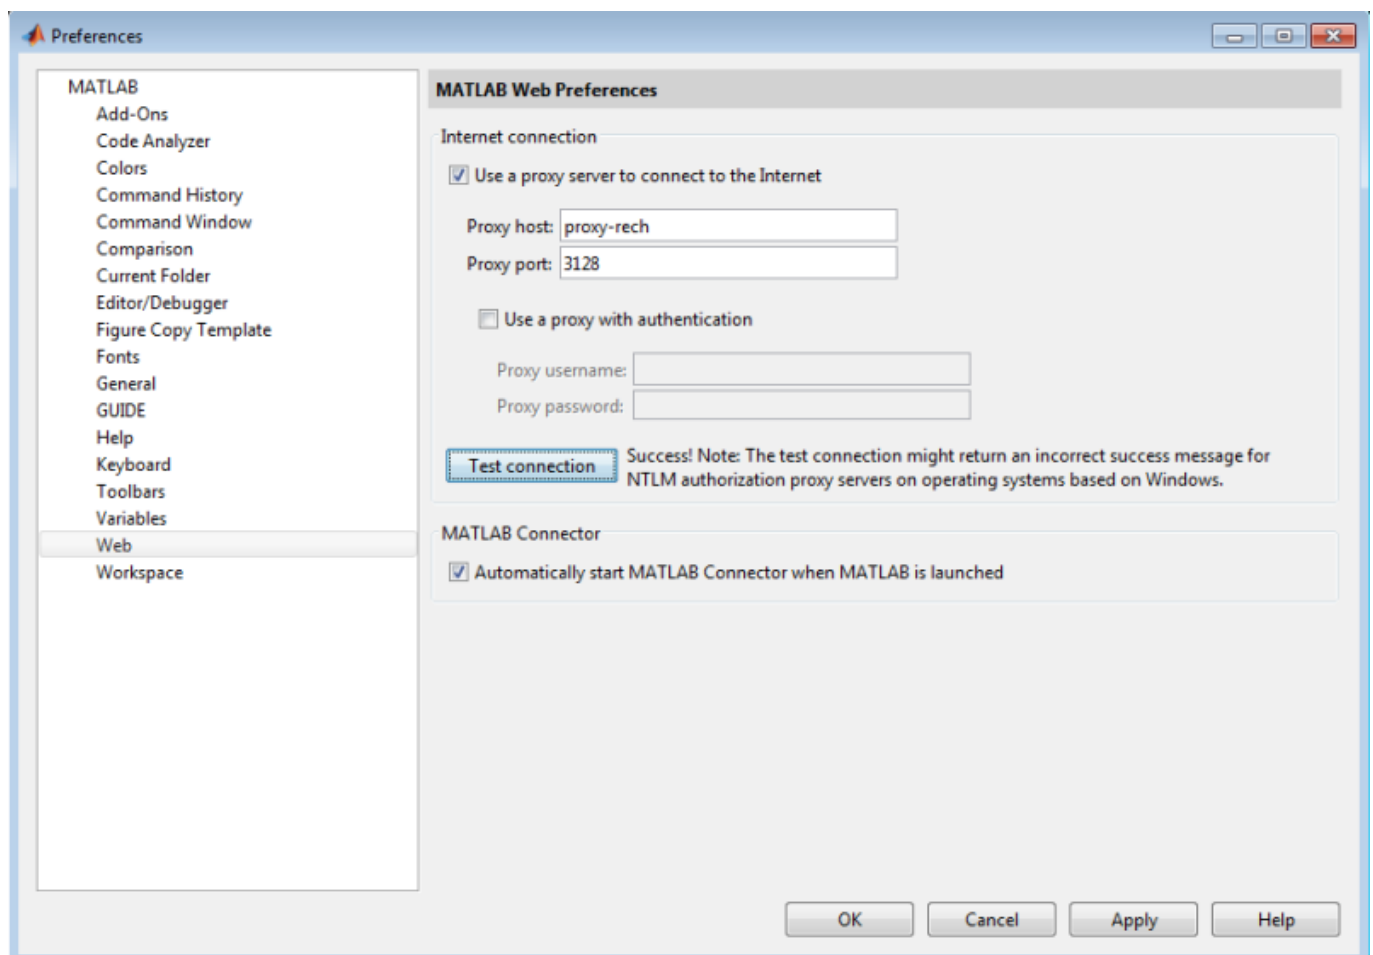 Preferences
MATLAB
Add-Ons
Code Analyzer
Colors
Command History
Command Window
Comparison
Current Folder
Editor/Debugger
Figure Copy Template
Fonts
General
GUIDE
Help
Keyboard
Toolbars
Variables
Web
Workspace
MATLAB Web Preferences
Internet connection
Use a proxy server to connect to the Internet
Proxy host: proxy-rech
Proxy port: 3128
Use a proxy with authentication
Proxy username:
Proxy password:
Test connection
Success! Note: The test connection might return an incorrect success message for
NTLM authorization proxy servers on operating systems based on Windows.
MATLAB Connector
Automatically start MATLAB Connector when MATLAB is launched
OK Cancel Apply Help